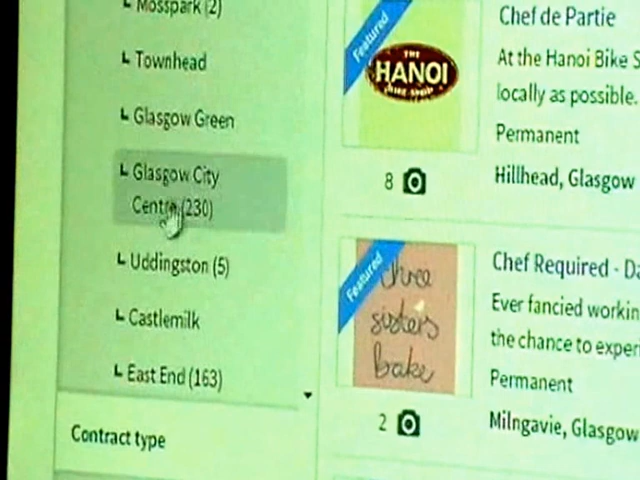 Mosspark (2)
Townhead
Glasgow Green
Glasgow City
Centre (230)
Uddingston (5)
Castlemilk
East End (163)
Contract type
Featured
THE
HANOI
BIKE SHOP
8
Chef de Partie
At the Hanoi Bike S
locally as possible.
Permanent
Hillhead, Glasgow
Featured
three
sisters
bake
2
Chef Required - Da
Ever fancied workin
the chance to experi
Permanent
Milngavie, Glasgow